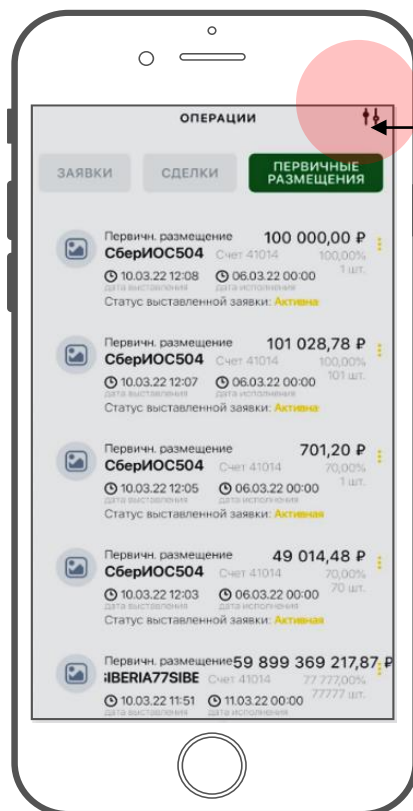 ОПЕРАЦИИ
ЗАЯВКИ СДЕЛКИ ПЕРВИЧНЫЕ РАЗМЕЩЕНИЯ
Первичн. размещение 100 000,00 ₽
СберИОС504 Счет 41014 100,00%
10.03.22 12:08 06.03.22 00:00 1 шт.
дата выставления дата исполнения
Статус выставленной заявки: Активна
Первичн. размещение 101 028,78 ₽
СберИОС504 Счет 41014 100,00%
10.03.22 12:07 06.03.22 00:00 101 шт.
дата выставления дата исполнения
Статус выставленной заявки: Активна
Первичн. размещение 701,20 ₽
СберИОС504 Счет 41014 70,00%
10.03.22 12:05 06.03.22 00:00 1 шт.
дата выставления дата исполнения
Статус выставленной заявки: Активная
Первичн. размещение 49 014,48 ₽
СберИОС504 Счет 41014 70,00%
10.03.22 12:03 06.03.22 00:00 70 шт.
дата выставления дата исполнения
Статус выставленной заявки: Активная
Первичн. размещение 59 899 369 217,87 ₽
SIBERIA77SIBE Счет 41014 77 777,00%
10.03.22 11:51 11.03.22 00:00 77777 шт.
дата выставления дата исполнения